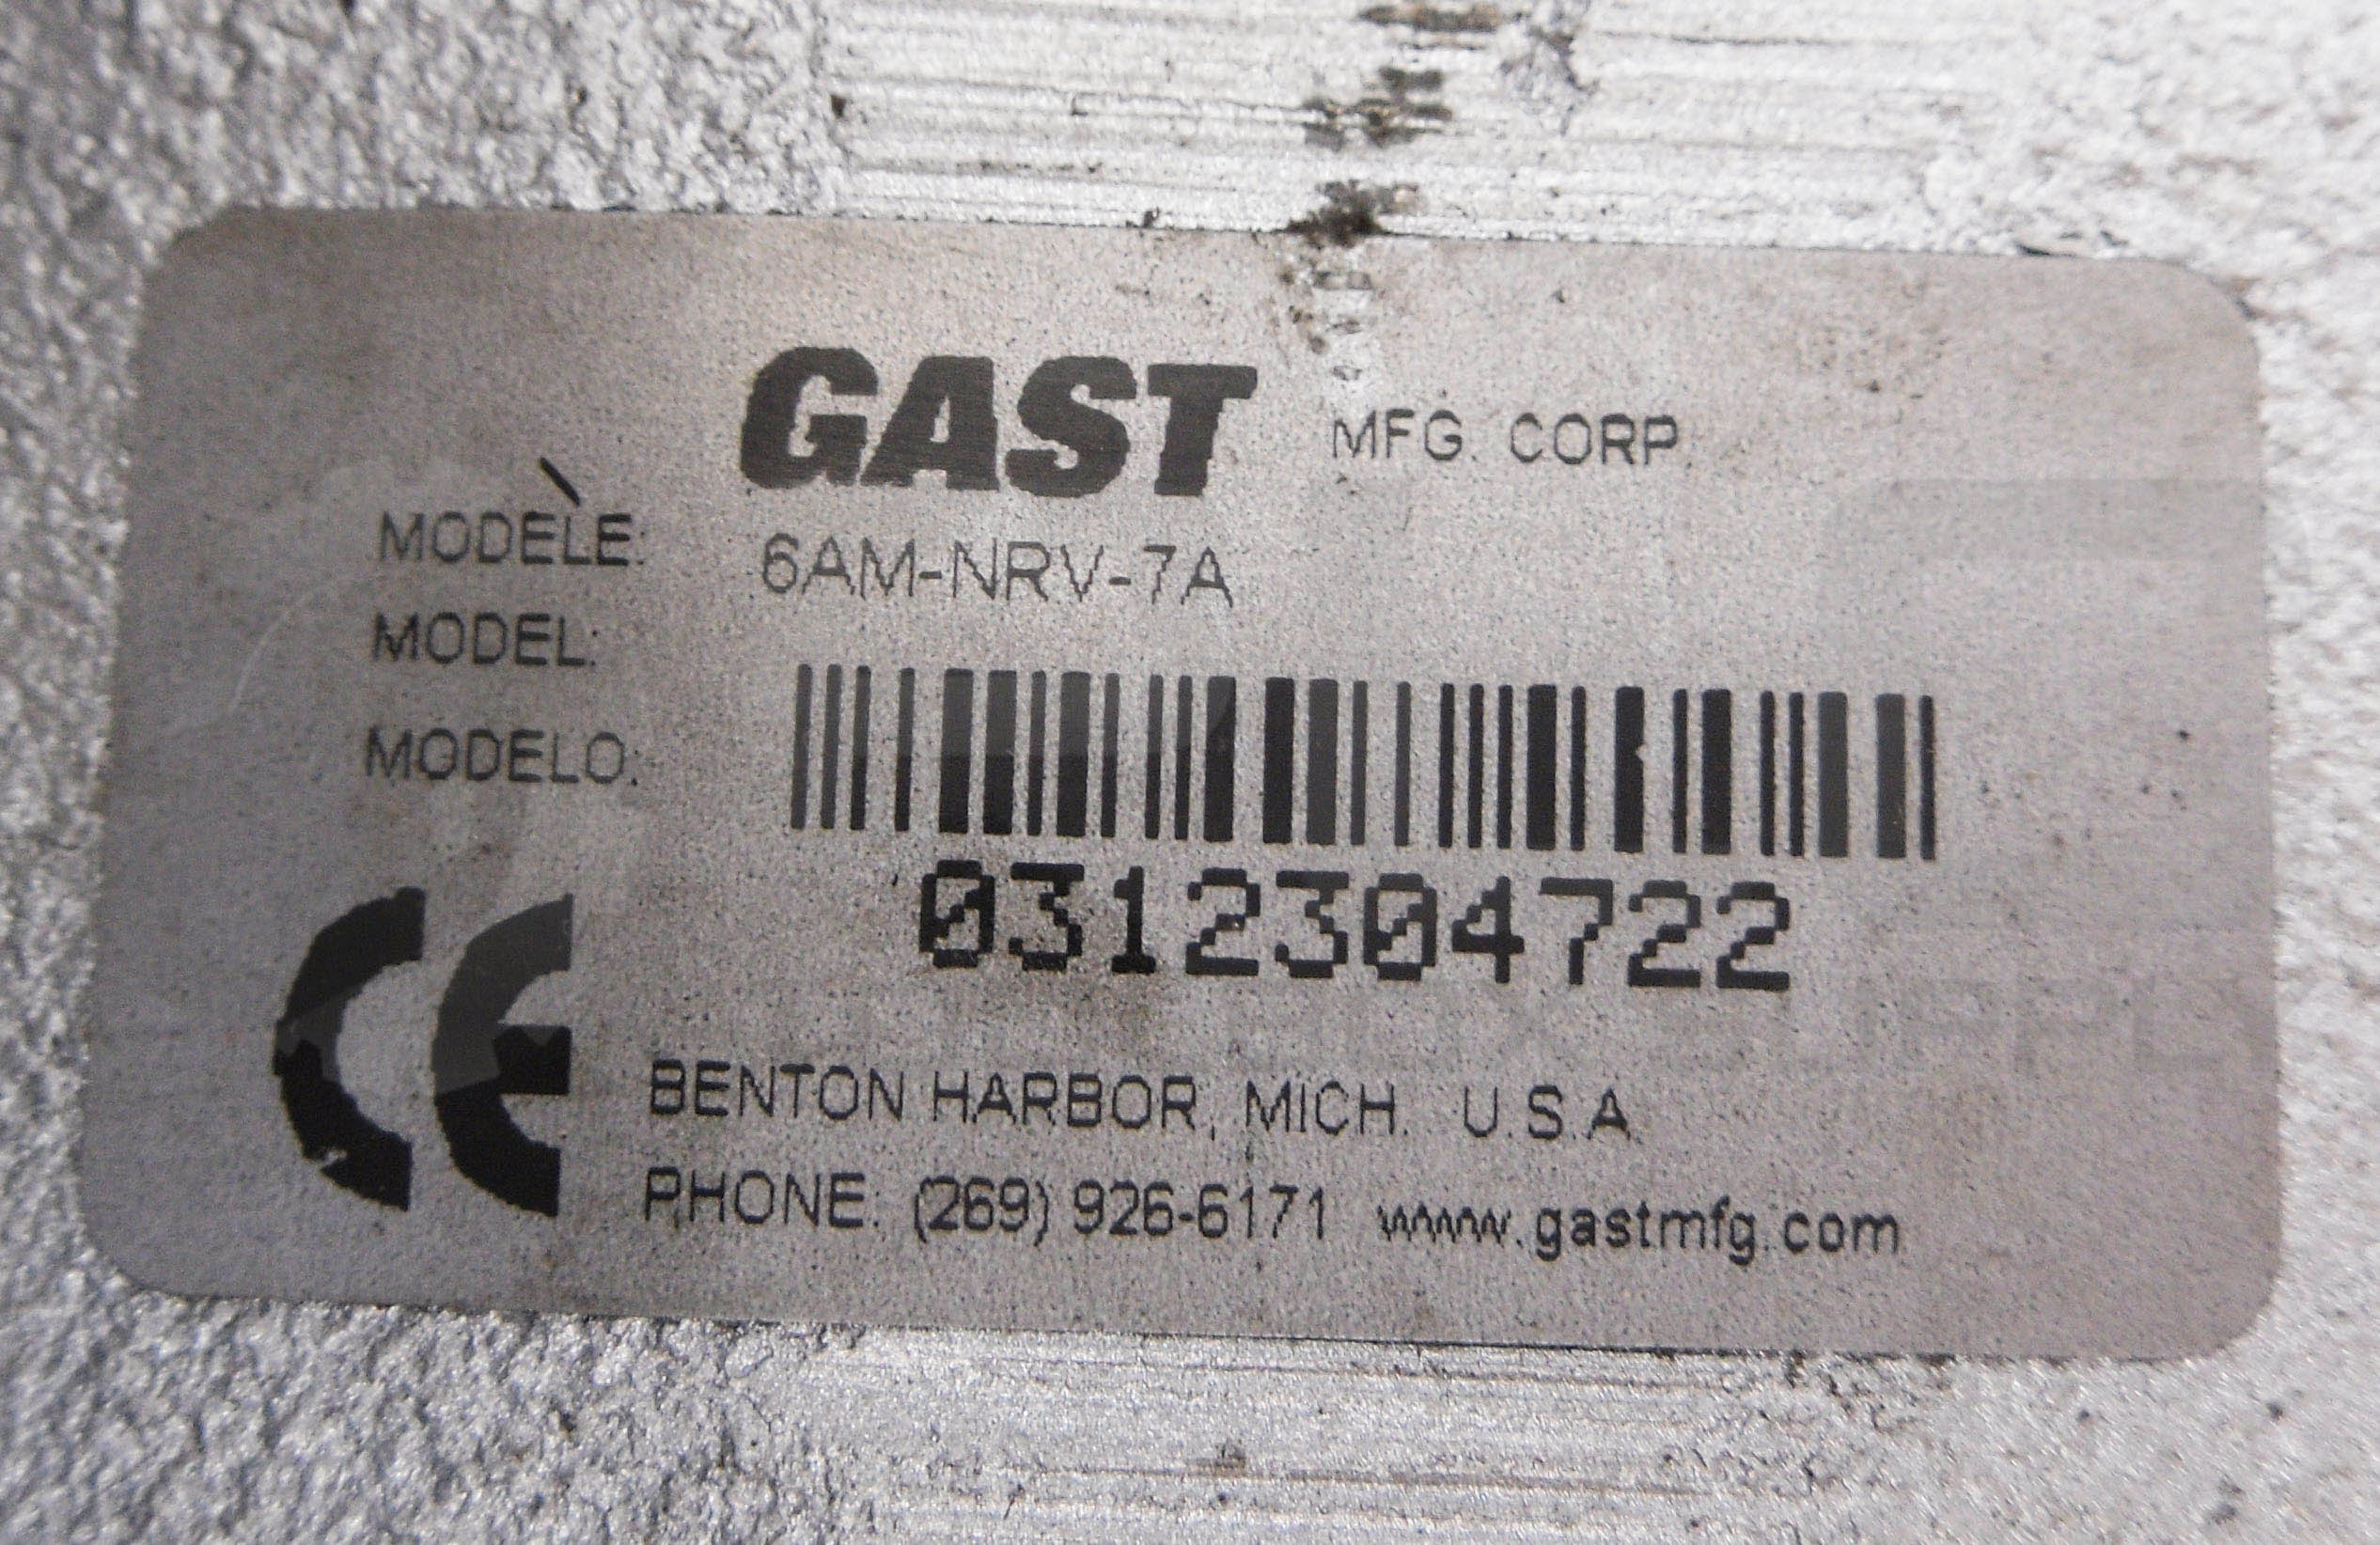 GAST MFG. CORP.
MODÈLE: 6AM-NRV-7A
MODEL:
MODELO:
0312304722
CE
BENTON HARBOR, MICH. U.S.A.
PHONE: (269) 926-6171 www.gastmfg.com